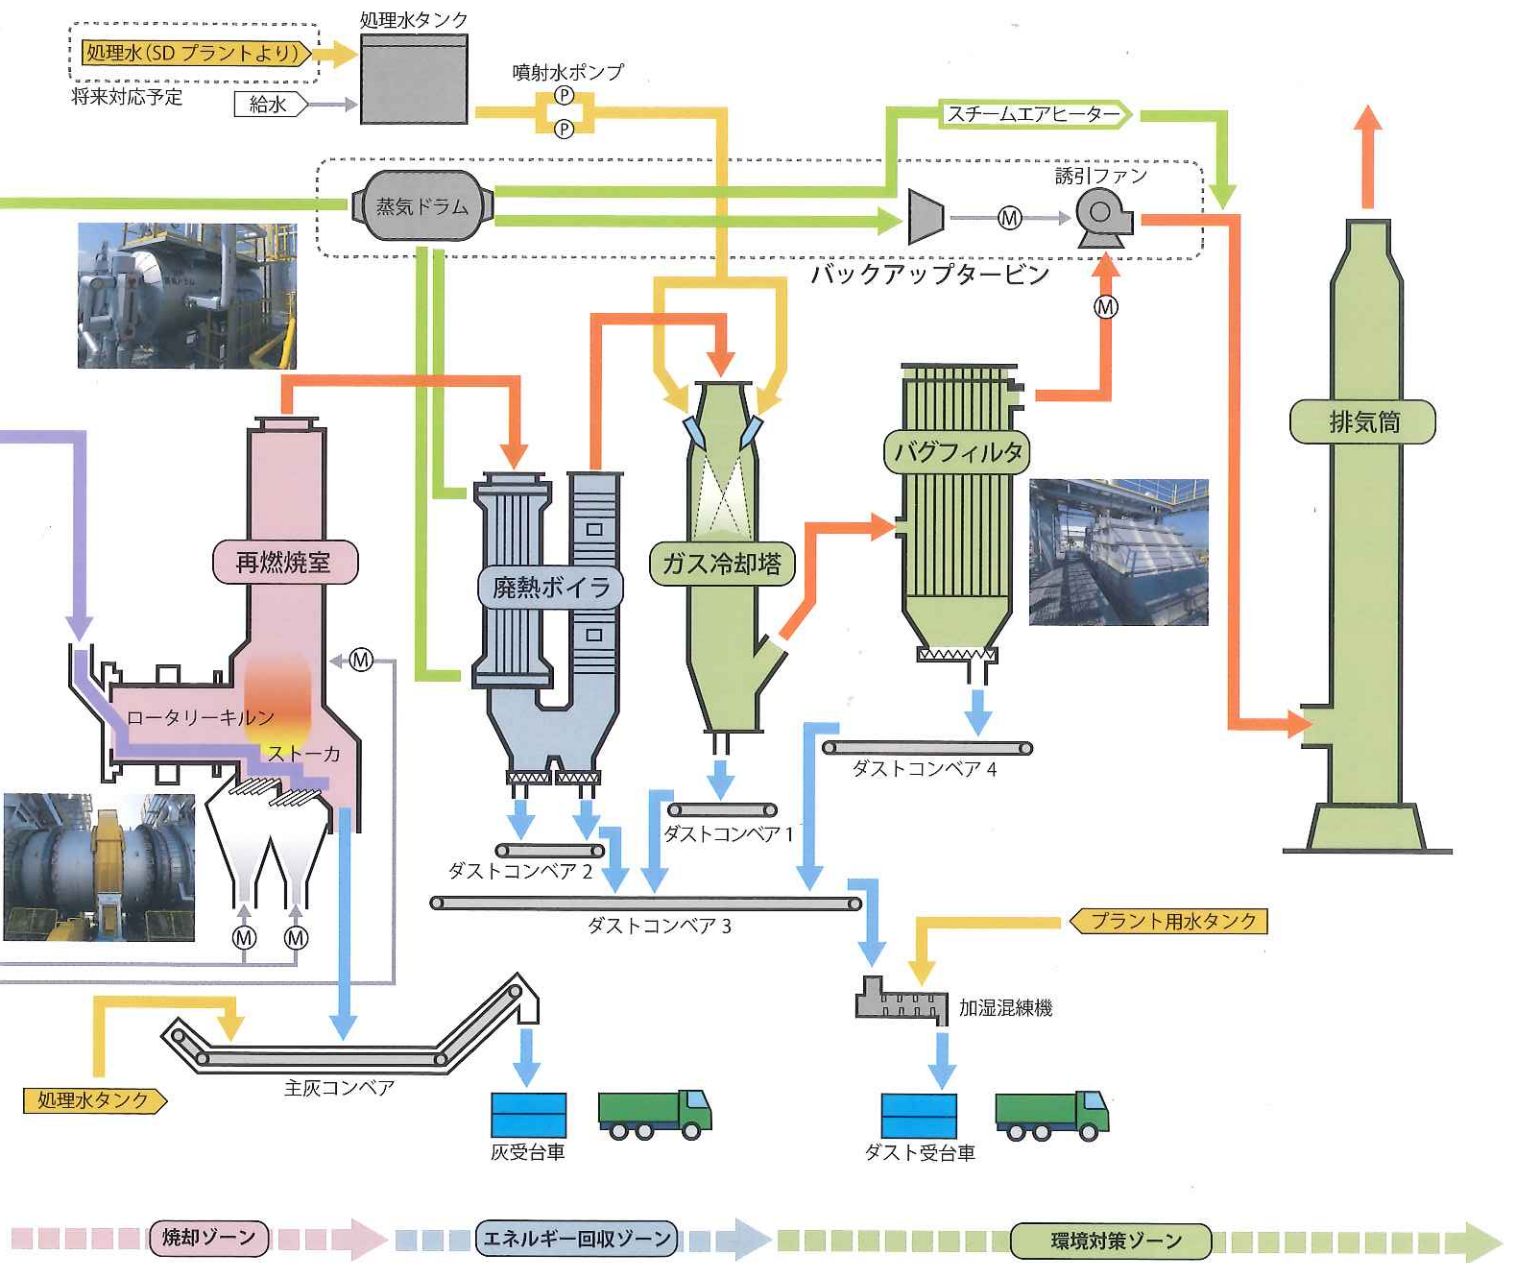 処理水タンク
処理水(SD プラントより)
噴射水ポンプ
将来対応予定
給水
P
P
スチームエアヒーター
誘引ファン
蒸気ドラム
M
バックアップタービン
蒸気ドラム
M
排気筒
バグフィルタ
再燃焼室
ガス冷却塔
廃熱ボイラ
M
ロータリーキルン
ストーカ
ダストコンベア 4
ダストコンベア 1
ダストコンベア 2
ダストコンベア 3
プラント用水タンク
M
M
加湿混練機
主灰コンベア
処理水タンク
灰受台車
ダスト受台車
焼却ゾーン
エネルギー回収ゾーン
環境対策ゾーン